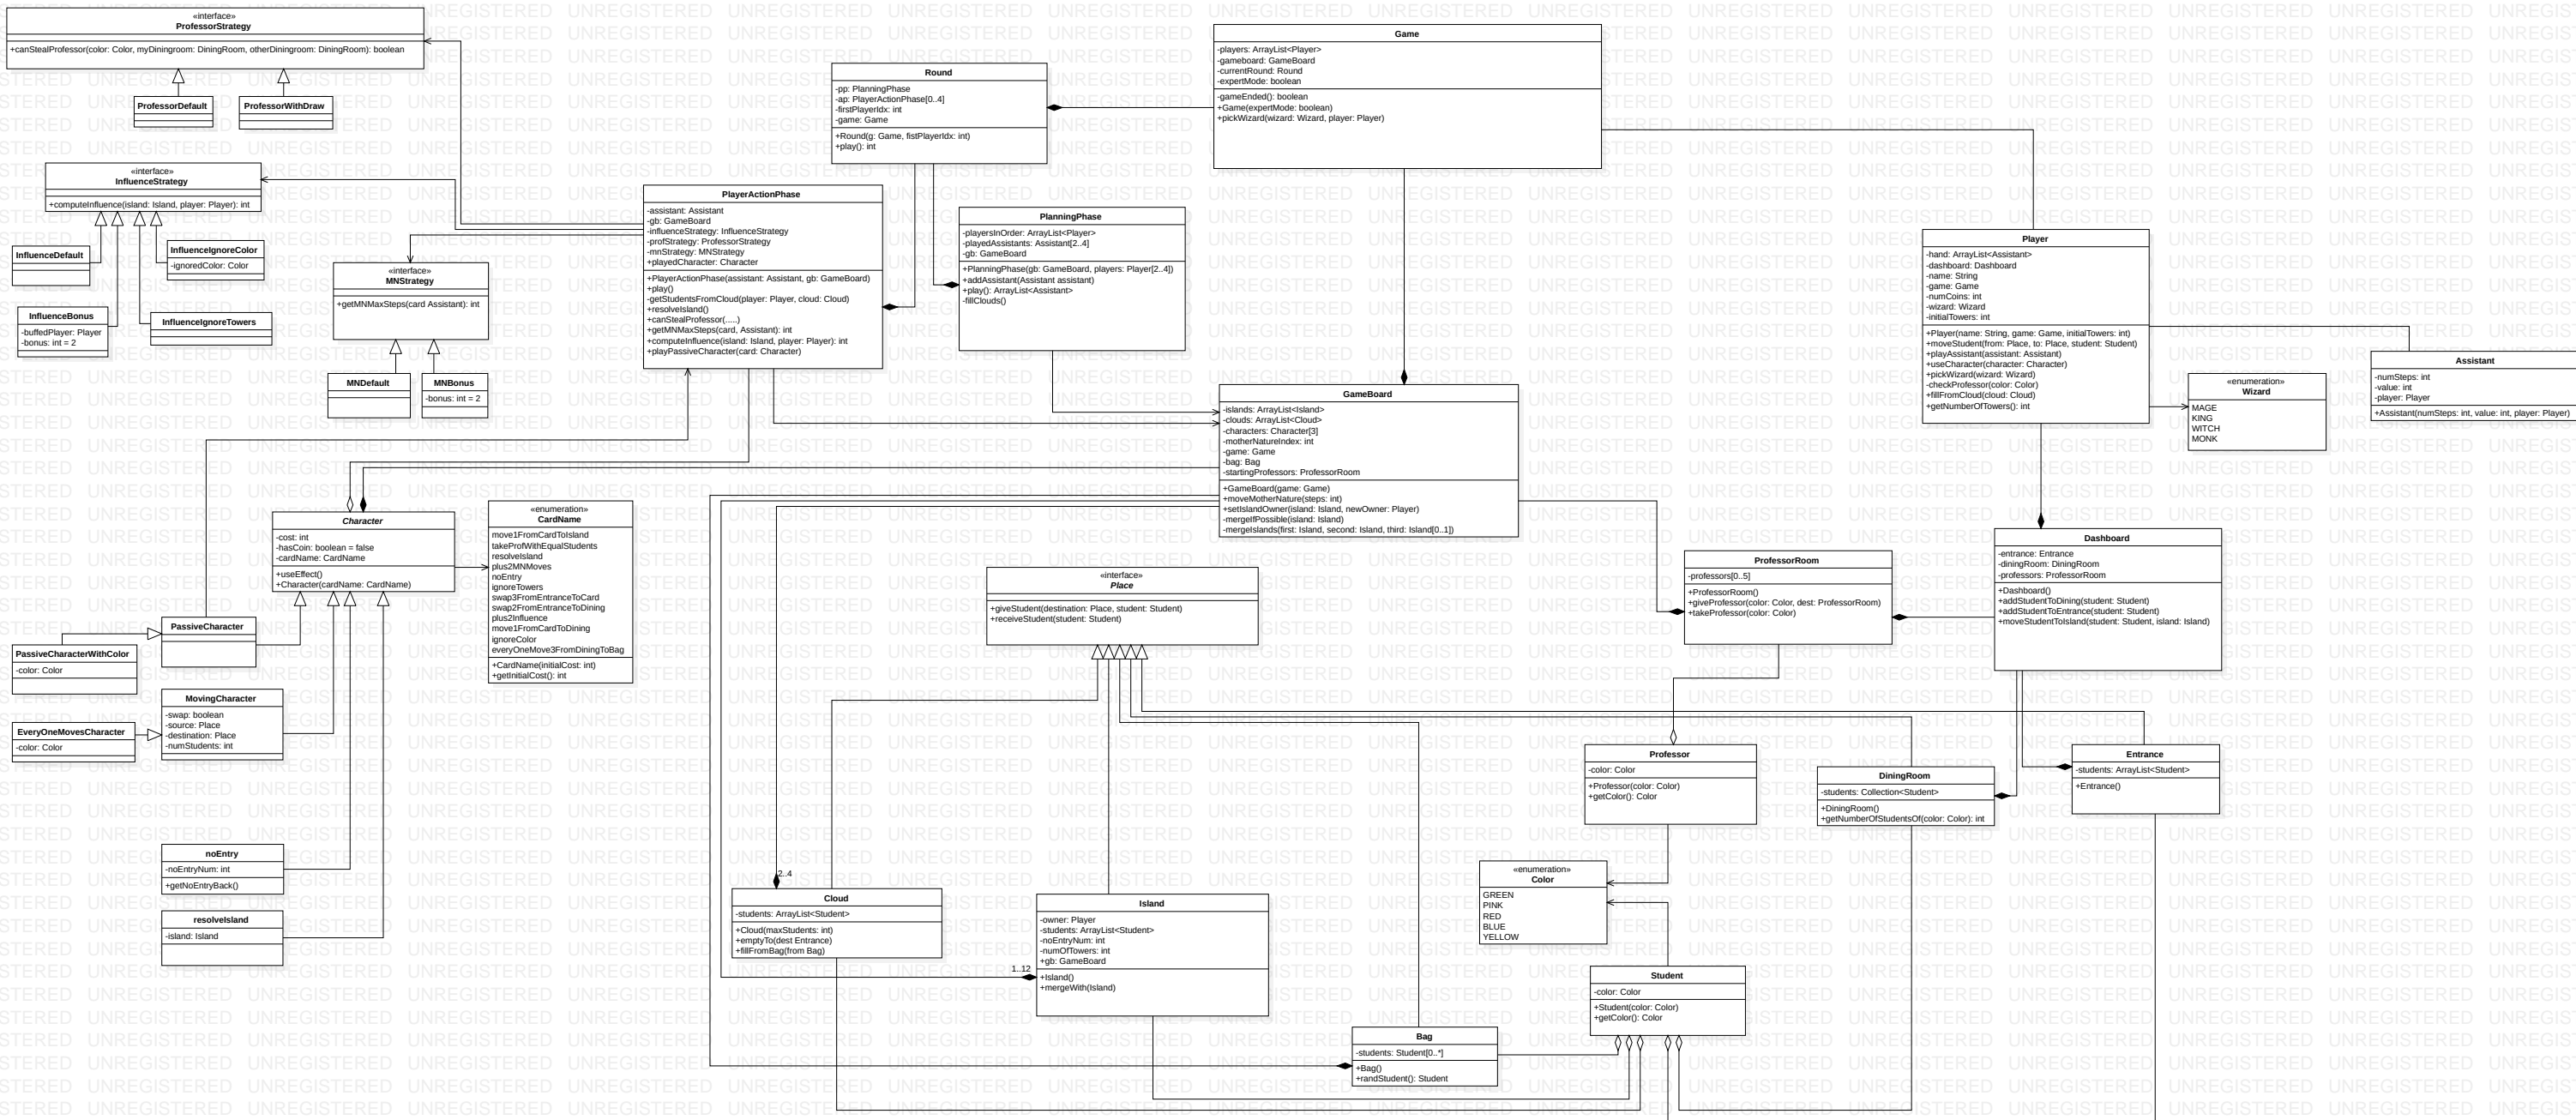 «interface»
ProfessorStrategy
+canStealProfessor(color: Color, myDiningroom: DiningRoom, otherDiningroom: DiningRoom): boolean
ProfessorDefault
ProfessorWithDraw
«interface»
InfluenceStrategy
+computeInfluence(island: Island, player: Player): int
InfluenceDefault
InfluenceIgnoreColor
-ignoredColor: Color
InfluenceBonus
-buffedPlayer: Player
-bonus: int = 2
InfluenceIgnoreTowers
«interface»
MNStrategy
+getMNMaxSteps(card Assistant): int
MNDefault
MNBonus
-bonus: int = 2
Round
-pp: PlanningPhase
-ap: PlayerActionPhase[0..4]
-firstPlayerIdx: int
-game: Game
+Round(g: Game, fistPlayerIdx: int)
+play(): int
Game
-players: ArrayList<Player>
-gameboard: GameBoard
-currentRound: Round
-expertMode: boolean
-gameEnded(): boolean
+Game(expertMode: boolean)
+pickWizard(wizard: Wizard, player: Player)
PlayerActionPhase
-assistant: Assistant
-gb: GameBoard
-influenceStrategy: InfluenceStrategy
-profStrategy: ProfessorStrategy
-mnStrategy: MNStrategy
+playedCharacter: Character
+PlayerActionPhase(assistant: Assistant, gb: GameBoard)
+play()
-getStudentsFromCloud(player: Player, cloud: Cloud)
+resolveIsland()
+canStealProfessor(.....)
+getMNMaxSteps(card, Assistant): int
+computeInfluence(island: Island, player: Player): int
+playPassiveCharacter(card: Character)
PlanningPhase
-playersInOrder: ArrayList<Player>
-playedAssistants: Assistant[2..4]
-gb: GameBoard
+PlanningPhase(gb: GameBoard, players: Player[2..4])
+addAssistant(Assistant assistant)
+play(): ArrayList<Assistant>
-fillClouds()
Player
-hand: ArrayList<Assistant>
-dashboard: Dashboard
-name: String
-game: Game
-numCoins: int
-wizard: Wizard
-initialTowers: int
+Player(name: String, game: Game, initialTowers: int)
+moveStudent(from: Place, to: Place, student: Student)
+playAssistant(assistant: Assistant)
+useCharacter(character: Character)
+pickWizard(wizard: Wizard)
-checkProfessor(color: Color)
+fillFromCloud(cloud: Cloud)
+getNumberOfTowers(): int
Assistant
-numSteps: int
-value: int
-player: Player
+Assistant(numSteps: int, value: int, player: Player)
«enumeration»
Wizard
MAGE
KING
WITCH
MONK
GameBoard
-islands: ArrayList<Island>
-clouds: ArrayList<Cloud>
-characters: Character[3]
-motherNatureIndex: int
-game: Game
-bag: Bag
-startingProfessors: ProfessorRoom
+GameBoard(game: Game)
+moveMotherNature(steps: int)
+setIslandOwner(island: Island, newOwner: Player)
-mergeIfPossible(island: Island)
-mergeIslands(first: Island, second: Island, third: Island[0..1])
Character
-cost: int
-hasCoin: boolean = false
-cardName: CardName
+useEffect()
+Character(cardName: CardName)
«enumeration»
CardName
move1FromCardToIsland
takeProfWithEqualStudents
resolveIsland
plus2MNMoves
noEntry
ignoreTowers
swap3FromEntranceToCard
swap2FromEntranceToDining
plus2Influence
move1FromCardToDining
ignoreColor
everyOneMove3FromDiningToBag
+CardName(initialCost: int)
+getInitialCost(): int
PassiveCharacter
PassiveCharacterWithColor
-color: Color
MovingCharacter
-swap: boolean
-source: Place
-destination: Place
-numStudents: int
EveryOneMovesCharacter
-color: Color
noEntry
-noEntryNum: int
+getNoEntryBack()
resolveIsland
-island: Island
«interface»
Place
+giveStudent(destination: Place, student: Student)
+receiveStudent(student: Student)
ProfessorRoom
-professors[0..5]
+ProfessorRoom()
+giveProfessor(color: Color, dest: ProfessorRoom)
+takeProfessor(color: Color)
Dashboard
-entrance: Entrance
-diningRoom: DiningRoom
-professors: ProfessorRoom
+Dashboard()
+addStudentToDining(student: Student)
+addStudentToEntrance(student: Student)
+moveStudentToIsland(student: Student, island: Island)
Professor
-color: Color
+Professor(color: Color)
+getColor(): Color
DiningRoom
-students: Collection<Student>
+DiningRoom()
+getNumberOfStudentsOf(color: Color): int
Entrance
-students: ArrayList<Student>
+Entrance()
«enumeration»
Color
GREEN
PINK
RED
BLUE
YELLOW
2..4
Cloud
-students: ArrayList<Student>
+Cloud(maxStudents: int)
+emptyTo(dest Entrance)
+fillFromBag(from Bag)
1..12
Island
-owner: Player
-students: ArrayList<Student>
-noEntryNum: int
-numOfTowers: int
+gb: GameBoard
+Island()
+mergeWith(Island)
Student
-color: Color
+Student(color: Color)
+getColor(): Color
Bag
-students: Student[0..*]
+Bag()
+randStudent(): Student